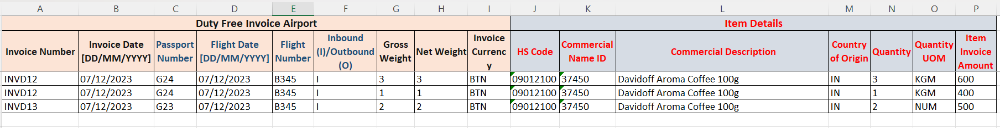 A B C D E F G H I J K L M N O P
Duty Free Invoice Airport Item Details
Invoice Number Invoice Date [DD/MM/YYYY] Passport Number Flight Date [DD/MM/YYYY] Flight Number Inbound (I)/Outbound (O) Gross Weight Net Weight Invoice Currency HS Code Commercial Name ID Commercial Description Country of Origin Quantity Quantity UOM Item Invoice Amount
INVD12 07/12/2023 G24 07/12/2023 B345 I 3 3 BTN 09012100 37450 Davidoff Aroma Coffee 100g IN 3 KGM 600
INVD12 07/12/2023 G24 07/12/2023 B345 I 1 1 BTN 09012100 37450 Davidoff Aroma Coffee 100g IN 1 KGM 400
INVD13 07/12/2023 G23 07/12/2023 B345 I 2 2 BTN 09012100 37450 Davidoff Aroma Coffee 100g IN 2 NUM 500